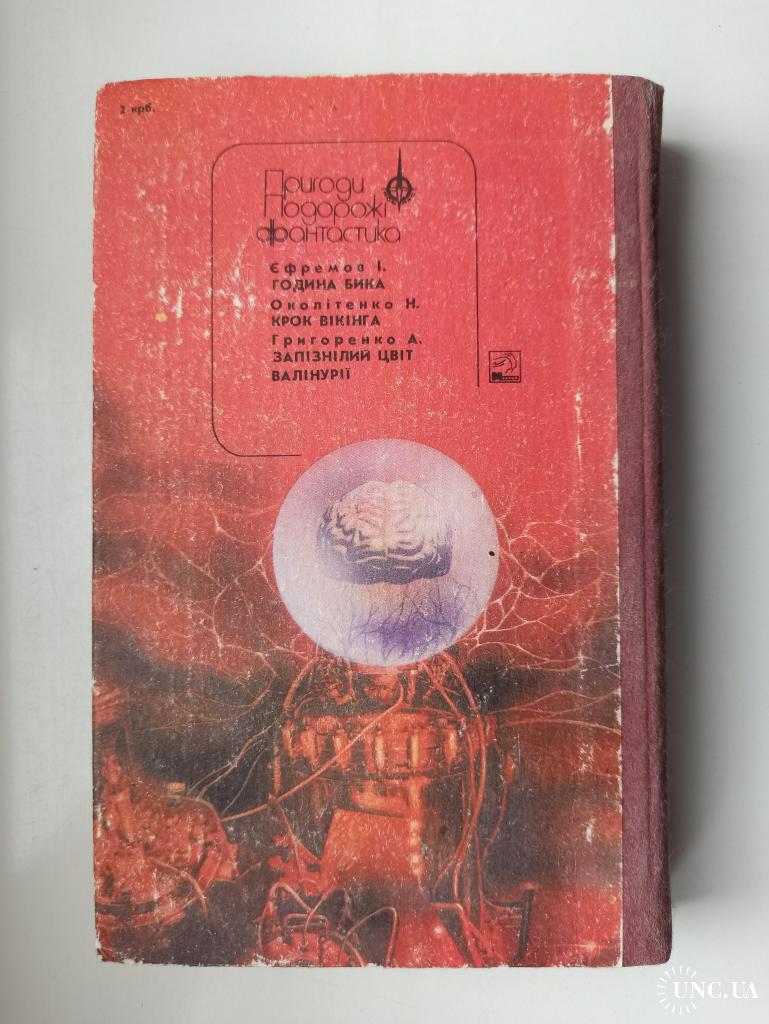 2 крб.
Пригоди
Подорожі
Фантастика
Єфремов І.
ГОДИНА БИКА
Околітенко Н.
КРОК ВІКІНГА
Григоренко А.
ЗАПІЗНІЛИЙ ЦВІТ
ВАЛІНУРІЇ
UNC.UA